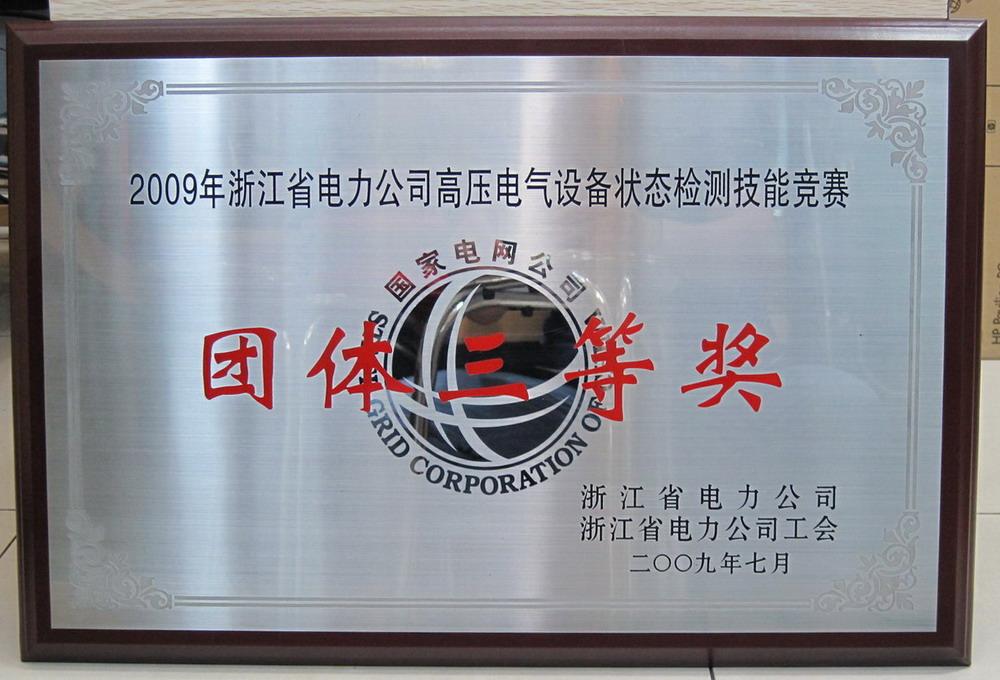 2009年浙江省电力公司高压电气设备状态检测技能竞赛
国家电网公司
团体三等奖
GRID CORPORATION OF
浙江省电力公司
浙江省电力公司工会
二〇〇九年七月